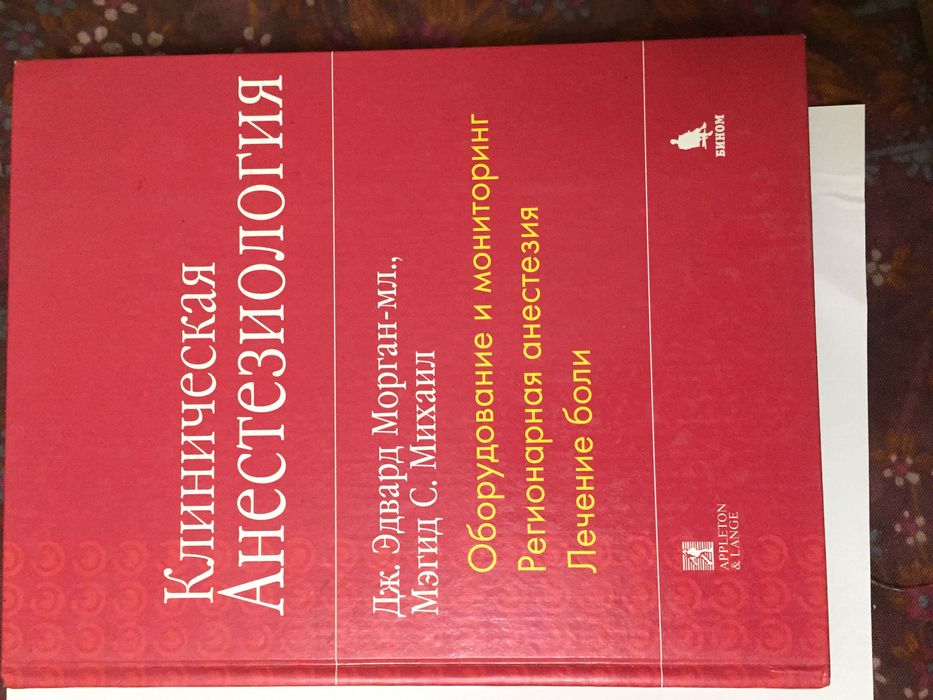 Клиническая
Анестезиология
Дж. Эдвард Морган-мл.,
Мэгид С. Михаил
Оборудование и мониторинг
Регионарная анестезия
Лечение боли
APPLETON
& LANGE
БИНОМ